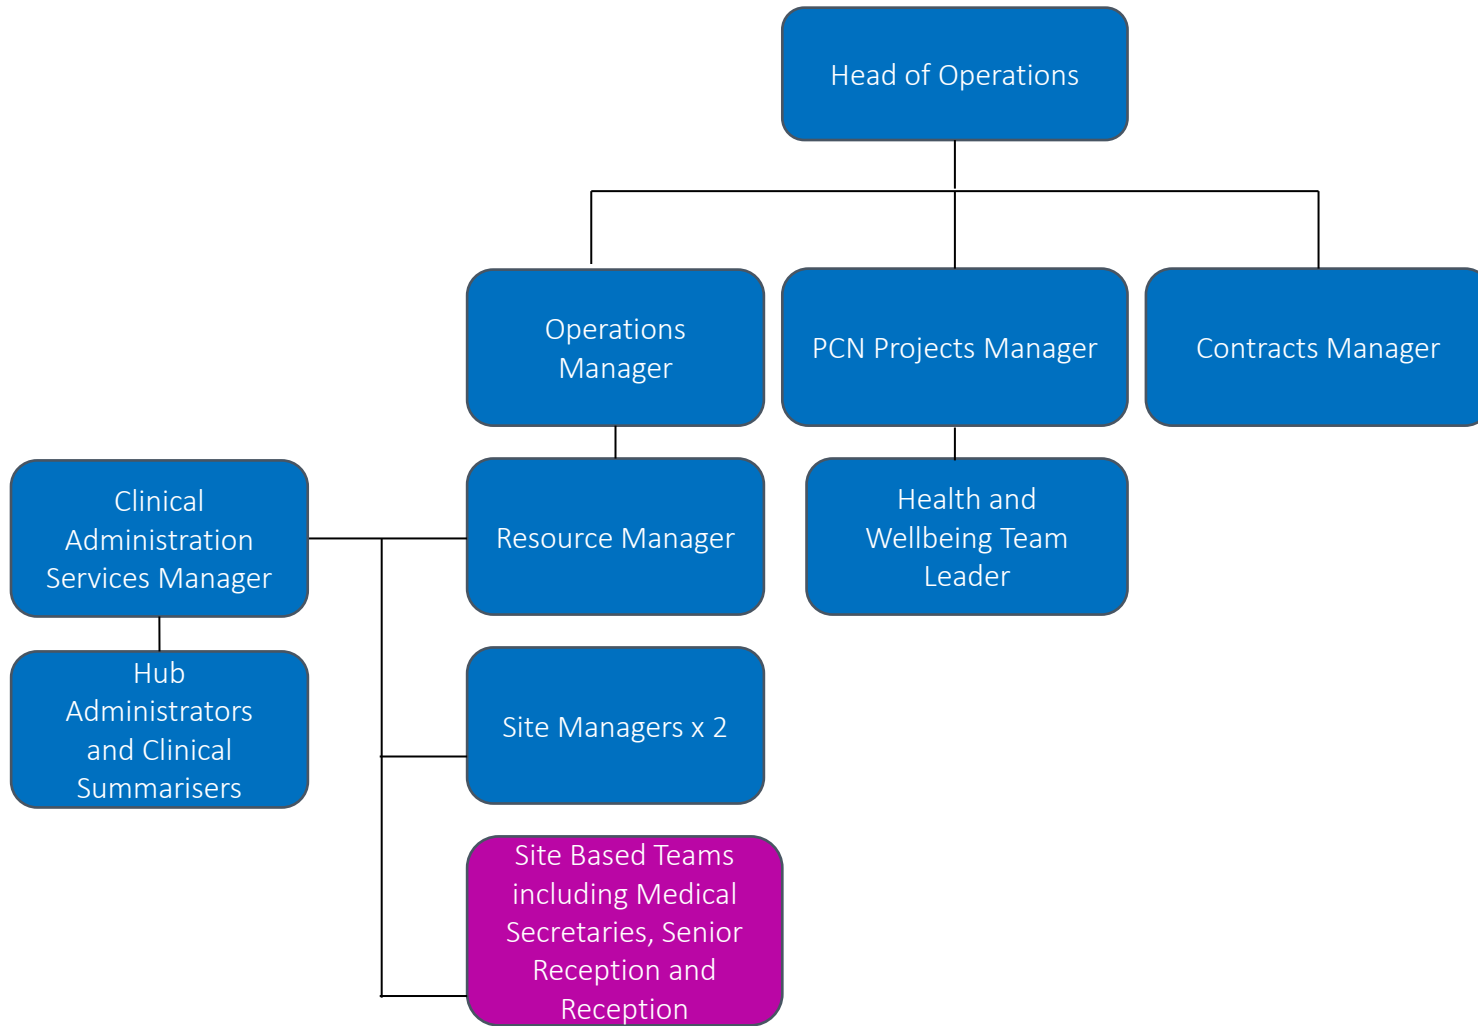 Head of Operations
Operations
Manager
PCN Projects Manager
Contracts Manager
Clinical
Administration
Services Manager
Resource Manager
Health and
Wellbeing Team
Leader
Hub
Administrators
and Clinical
Summarisers
Site Managers x 2
Site Based Teams
including Medical
Secretaries, Senior
Reception and
Reception